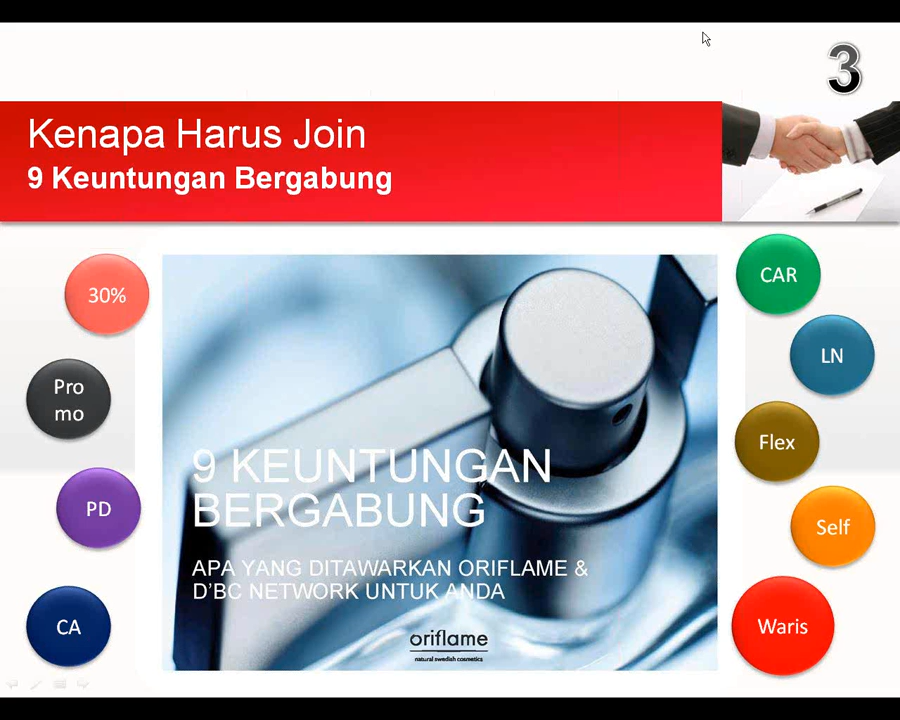 3
Kenapa Harus Join
9 Keuntungan Bergabung
30%
Pro
mo
PD
CA
9 KEUNTUNGAN
BERGABUNG
APA YANG DITAWARKAN ORIFLAME &
D'BC NETWORK UNTUK ANDA
oriflame
natural swedish cosmetics
CAR
LN
Flex
Self
Waris